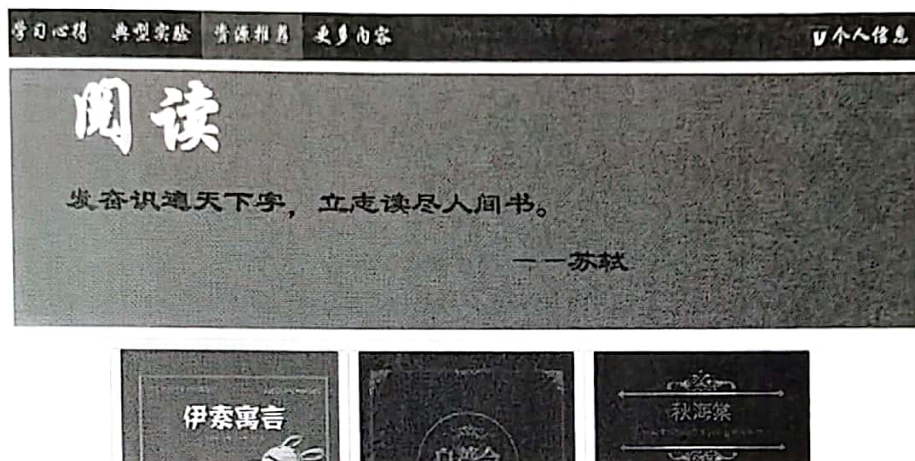 学习心得 典型实验 资源推荐 更多内容 个人信息
阅读
发奋识遍天下字，立志读尽人间书。
——苏轼
伊索寓言
秋海棠